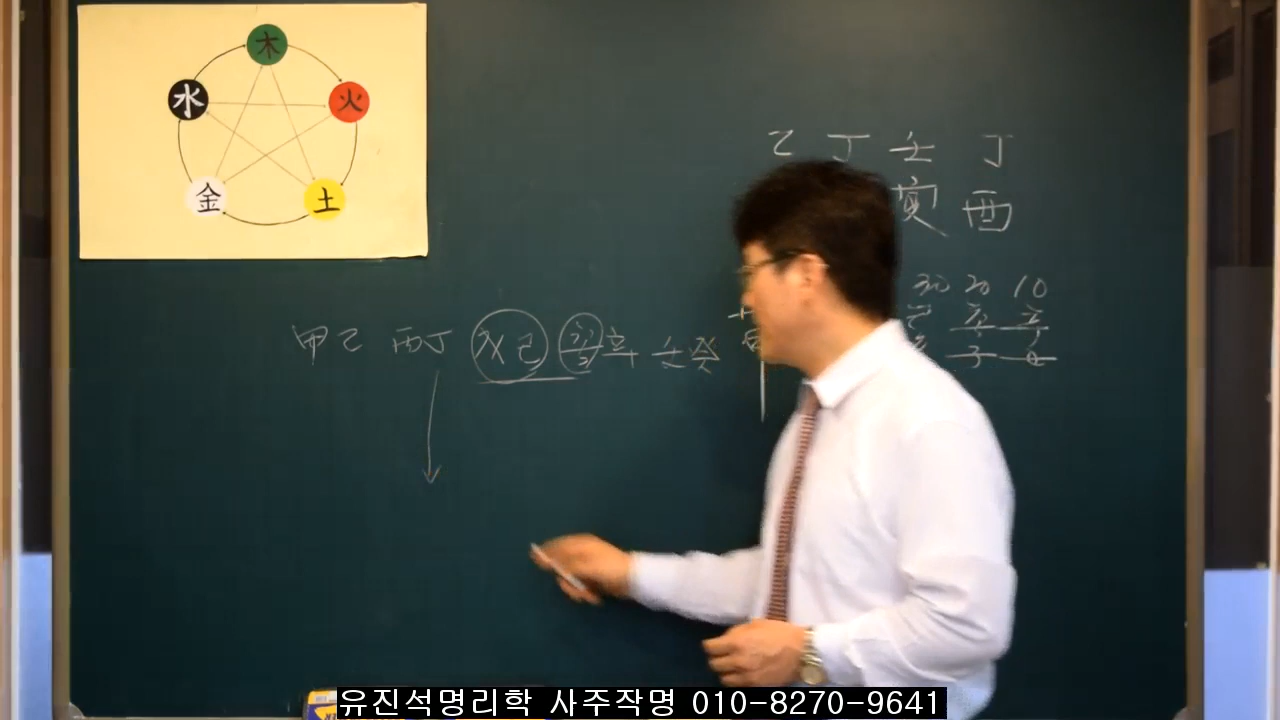 木
水 火
金 土
乙 丁 壬 丁
寅 酉
30 20 10
甲乙 丙丁 戊己 辛 壬癸
유진석명리학 사주작명 010-8270-9641